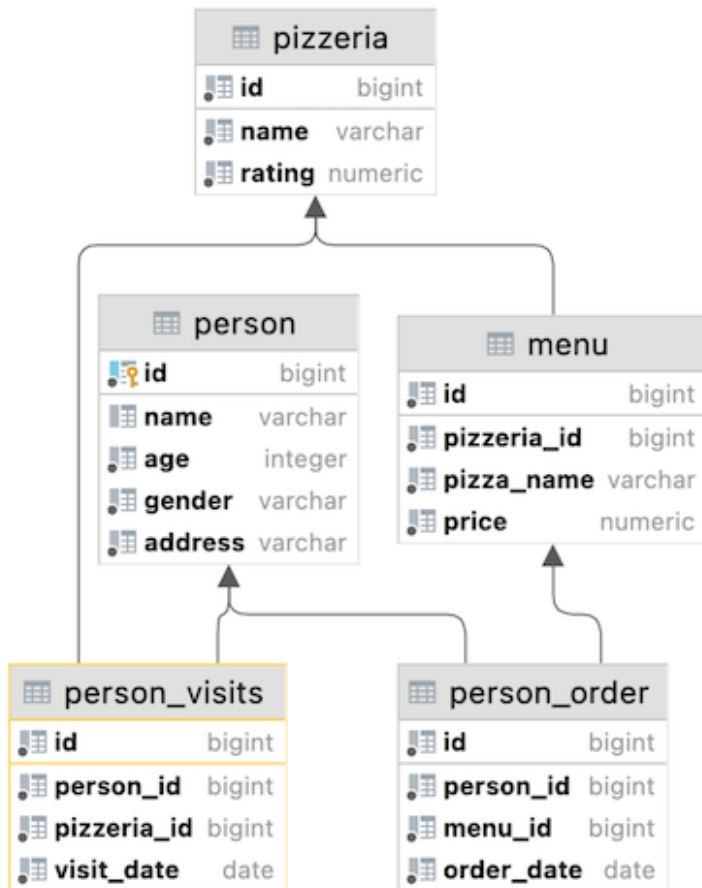 pizzeria
id bigint
name varchar
rating numeric
person
id bigint
name varchar
age integer
gender varchar
address varchar
menu
id bigint
pizzeria_id bigint
pizza_name varchar
price numeric
person_visits
id bigint
person_id bigint
pizzeria_id bigint
visit_date date
person_order
id bigint
person_id bigint
menu_id bigint
order_date date